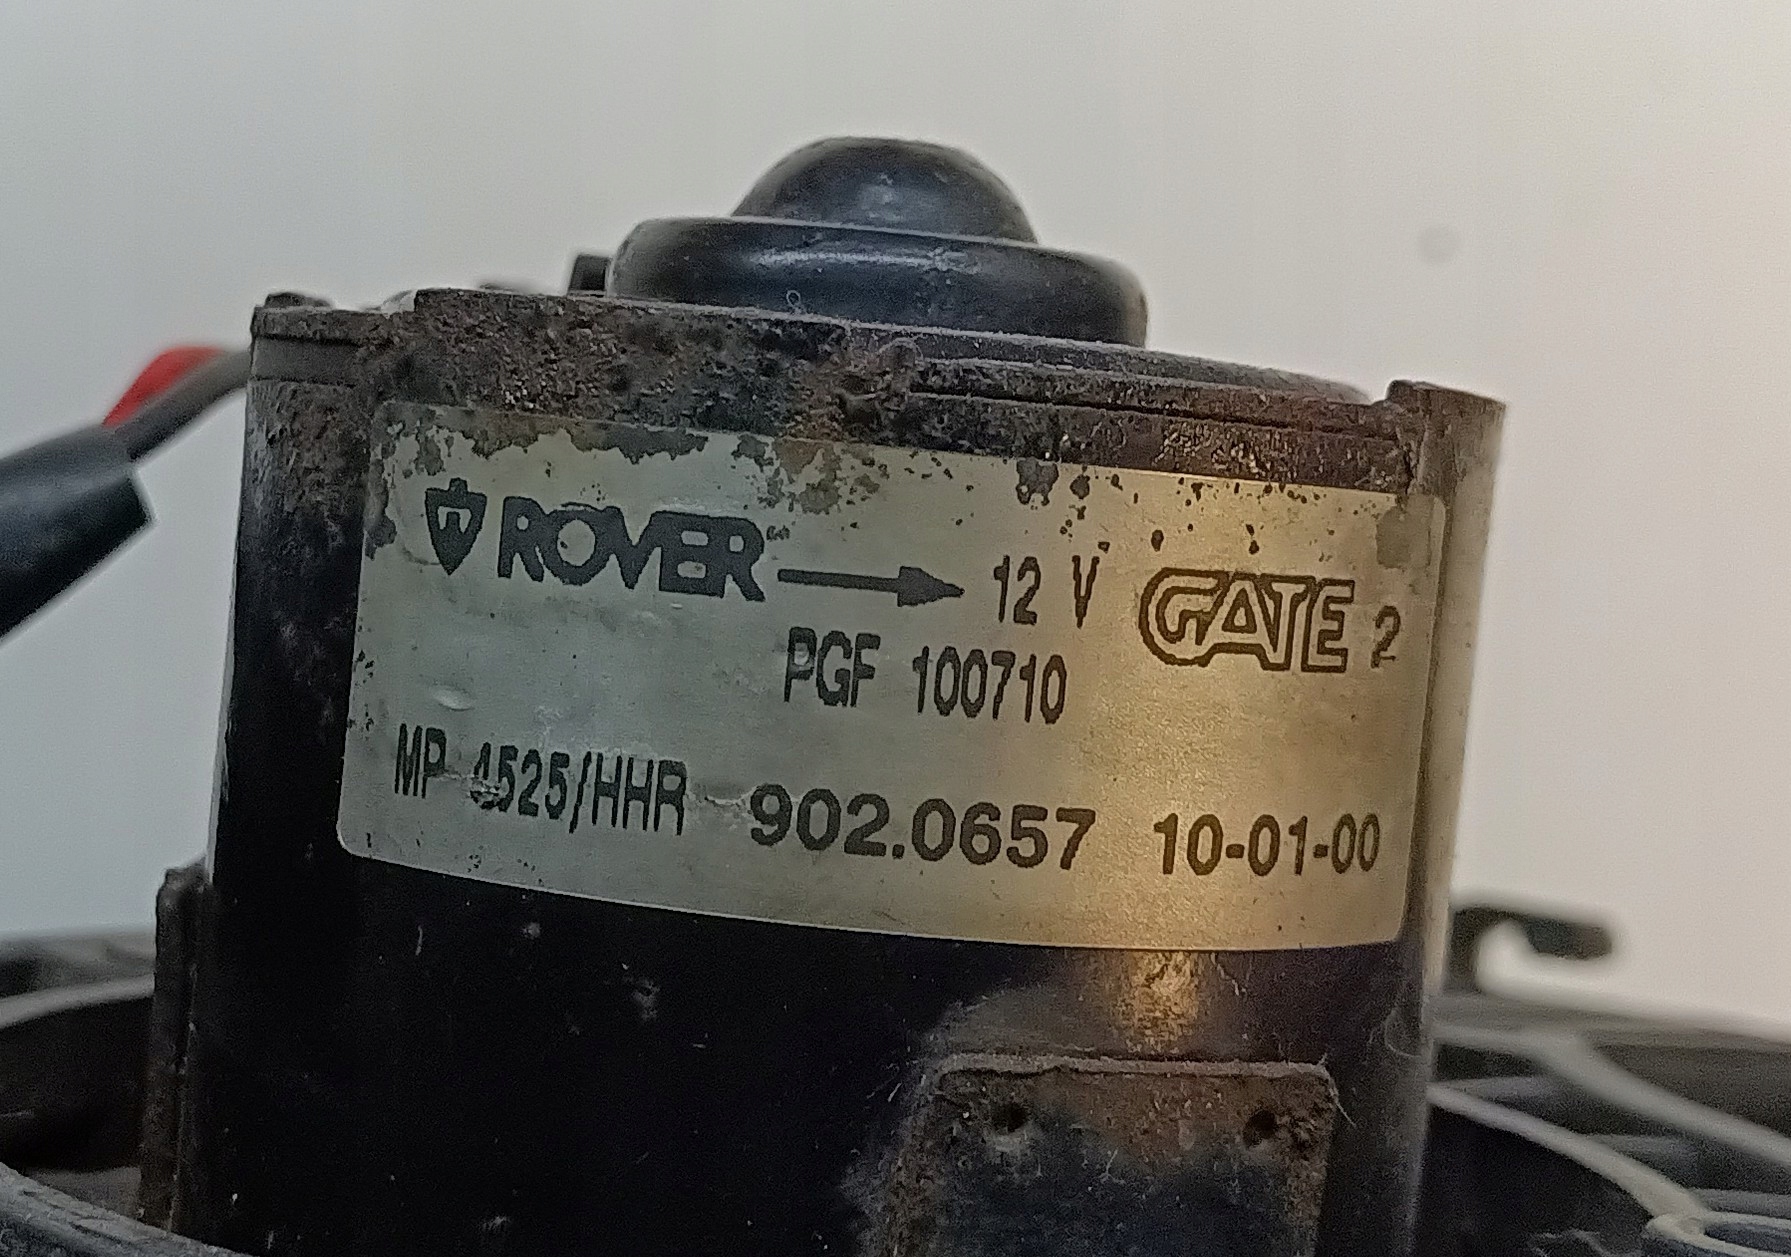 ROVER 12 V GATE 2
PGF 100710
MP 4525/HHR 902.0657 10-01-00